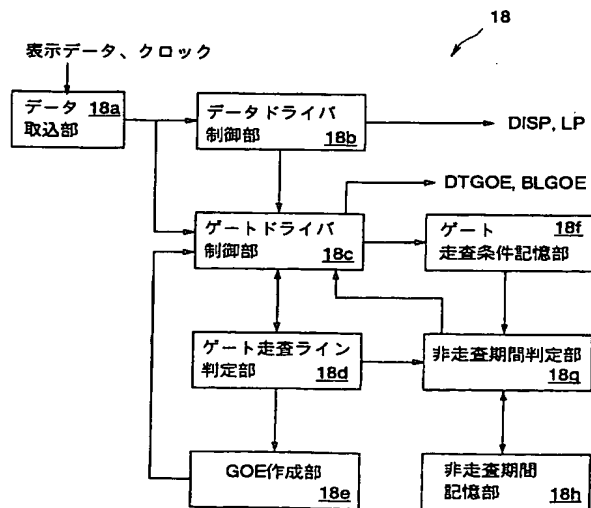 18
表示データ、クロック
データ 18a
取込部
データドライバ
制御部
18b
DISP, LP
DTGOE, BLGOE
ゲートドライバ
制御部
18c
ゲート 18f
走査条件記憶部
ゲート走査ライン
判定部
18d
非走査期間判定部
18g
GOE作成部
18e
非走査期間
記憶部
18h